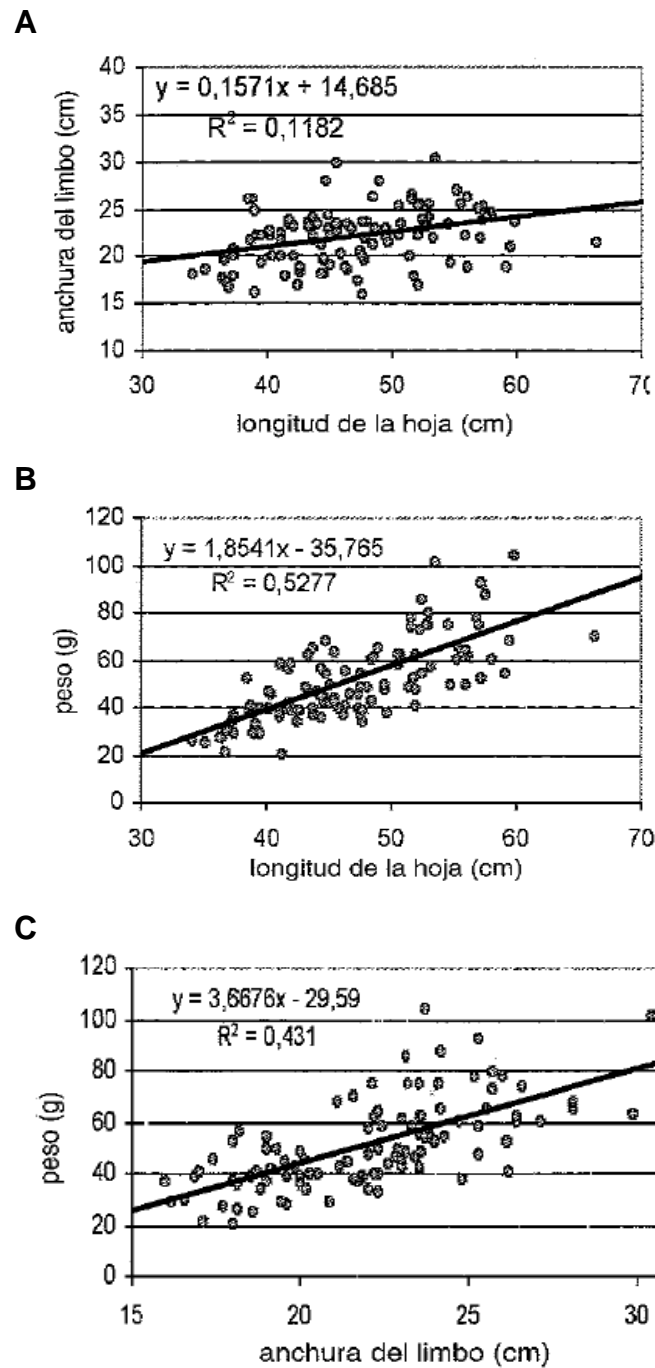 A
y = 0,1571x + 14,685
R² = 0,1182
anchura del limbo (cm)
40
35
30
25
20
15
10
30 40 50 60 70
longitud de la hoja (cm)
B
y = 1,8541x - 35,765
R² = 0,5277
peso (g)
120
100
80
60
40
20
0
30 40 50 60 70
longitud de la hoja (cm)
C
y = 3,6676x - 29,59
R² = 0,431
peso (g)
120
100
80
60
40
20
0
15 20 25 30
anchura del limbo (cm)